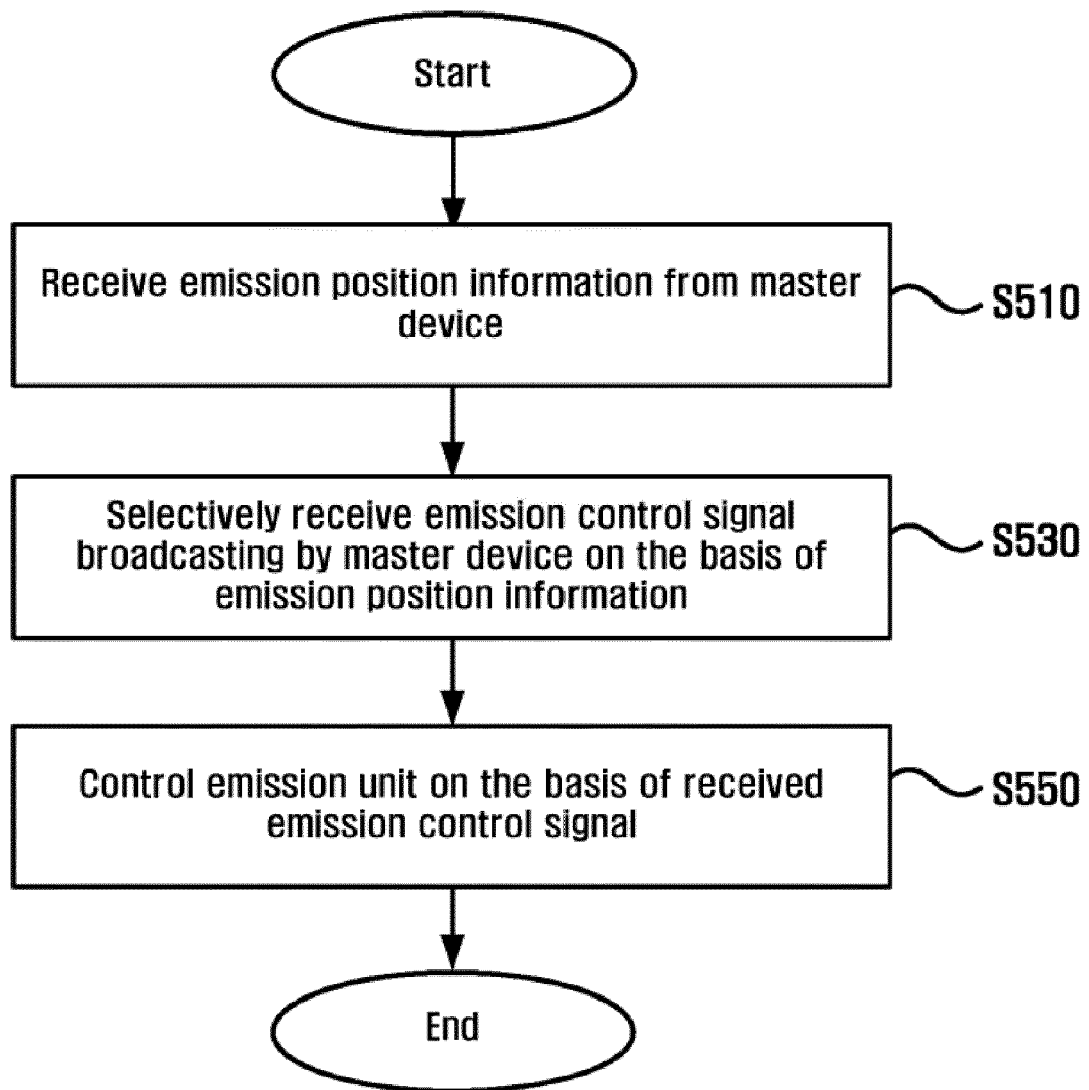 Start
Receive emission position information from master
device
S510
Selectively receive emission control signal
broadcasting by master device on the basis of
emission position information
S530
Control emission unit on the basis of received
emission control signal
S550
End